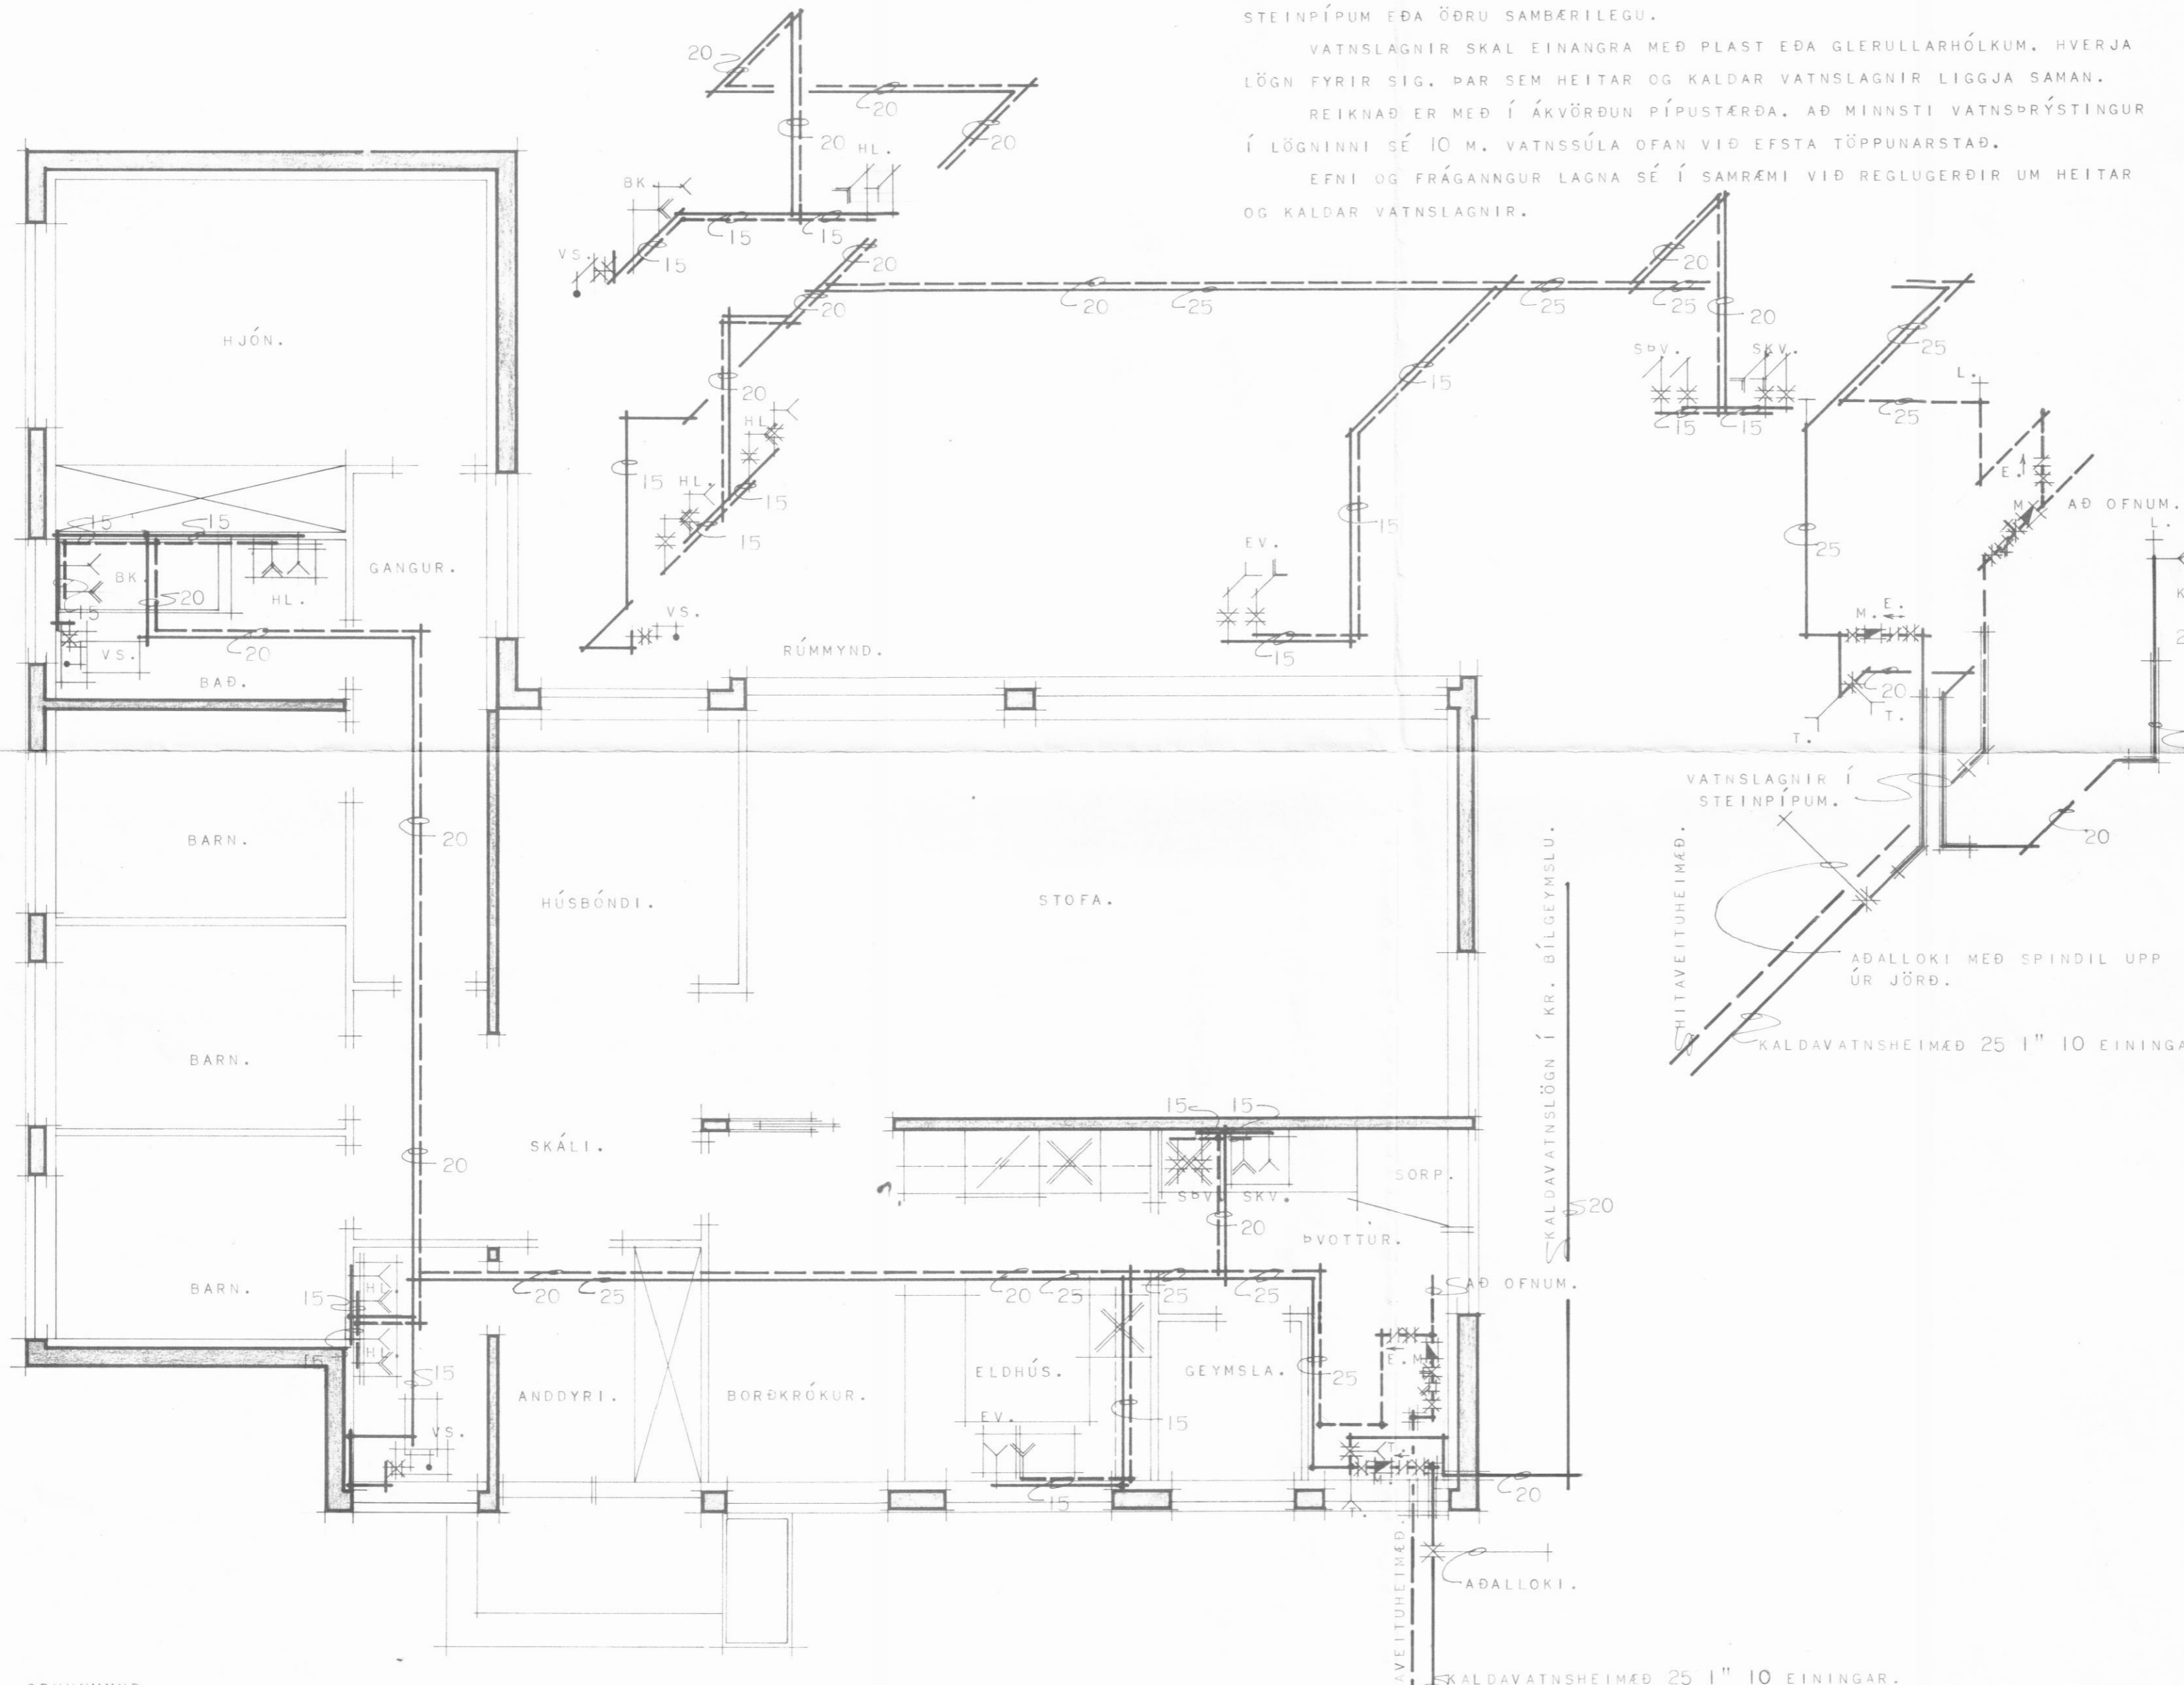 STEINPÍPUM EÐA ÖÐRU SAMBÆRILEGU.
VATNSLAGNIR SKAL EINANGRA MEÐ PLAST EÐA GLERULLARHÓLKUM. HVERJA
LÖGN FYRIR SIG. ÞAR SEM HEITAR OG KALDAR VATNSLAGNIR LIGGJA SAMAN.
REIKNAÐ ER MEÐ Í ÁKVÖRÐUN PÍPUSTÆRÐA. AÐ MINNSTI VATNSÞRÝSTINGUR
Í LÖGNINNI SÉ 10 M. VATNSSÚLA OFAN VIÐ EFSTA TÖPPUNARSTAÐ.
EFNI OG FRÁGANNGUR LAGNA SÉ Í SAMRÆMI VIÐ REGLUGERÐIR UM HEITAR
OG KALDAR VATNSLAGNIR.
20
20
20
20
HL.
BK
15
15
15
VS.
20
20
20
25
25
25
20
20
SÞV.
SKV.
15
15
25
L.
25
E.
M.
AÐ OFNUM.
L.
20
HL.
15
HL.
15
15
VS.
15
15
EV.
15
25
M.
E.
20
T.
T.
RÚMMYND.
HJÓN.
15
15
BK.
GANGUR.
15
20
HL.
VS.
20
BAÐ.
VATNSLAGNIR Í
STEINPÍPUM.
20
BARN.
20
HÚSBÓNDI.
STOFA.
KALDAVATNSLÖGN Í KR. BÍLGEYMSLU.
HITAVEITUHEIMÆÐ.
AÐALLOKI MEÐ SPINDIL UPP
ÚR JÖRÐ.
KALDAVATNSHEIMÆÐ 25 1" 10 EININGA
BARN.
20
SKÁLI.
15
15
SÞV
SKV.
SORP.
20
20
ÞVOTTUR.
BARN.
HL.
15
20
25
20
25
25
25
AÐ OFNUM.
15
HL.
15
ANDDYRI.
BORÐKRÓKUR.
ELDHÚS.
GEYMSLA.
25
E.
M.
15
EV.
VS.
15
T.
M.
T.
20
AÐALLOKI.
AVEITUHEIMÆÐ.
KALDAVATNSHEIMÆÐ 25 1" 10 EININGAR.